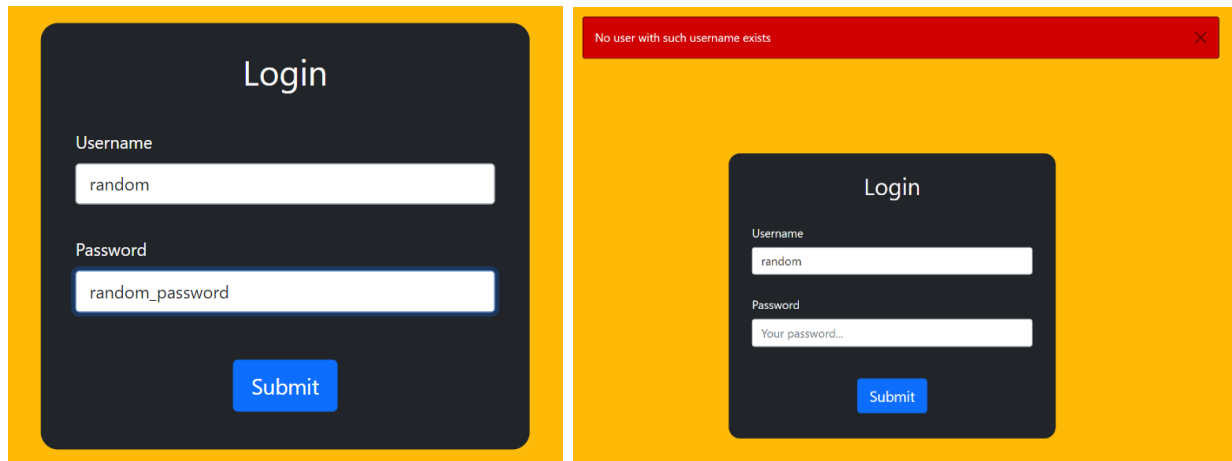 Login
Username
random
Password
random_password
Submit
No user with such username exists
Login
Username
random
Password
Your password...
Submit